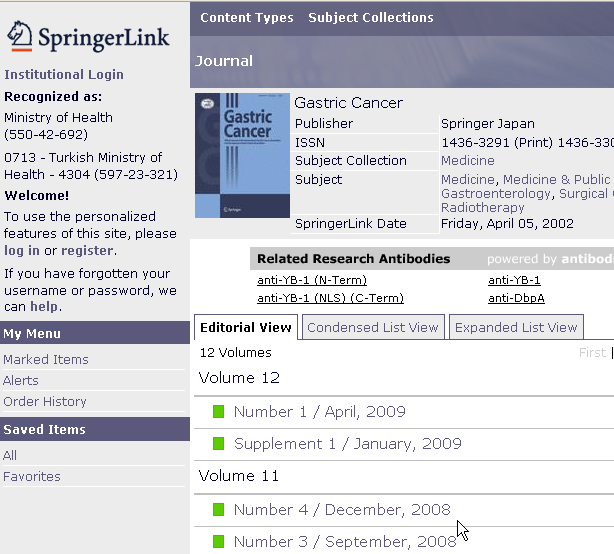 SpringerLink
Institutional Login
Recognized as:
Ministry of Health
(550-42-692)
0713 - Turkish Ministry of
Health - 4304 (597-23-321)
Welcome!
To use the personalized
features of this site, please
log in or register.
If you have forgotten your
username or password, we
can help.
My Menu
Marked Items
Alerts
Order History
Saved Items
All
Favorites
Content Types Subject Collections
Journal
Gastric
Cancer
Springer
Gastric Cancer
Publisher Springer Japan
ISSN 1436-3291 (Print) 1436-330
Subject Collection Medicine
Subject Medicine, Medicine & Public
Gastroenterology, Surgical
Radiotherapy
SpringerLink Date Friday, April 05, 2002
Related Research Antibodies powered by antibod
anti-YB-1 (N-Term) anti-YB-1
anti-YB-1 (NLS) (C-Term) anti-DbpA
Editorial View Condensed List View Expanded List View
12 Volumes First |
Volume 12
Number 1 / April, 2009
Supplement 1 / January, 2009
Volume 11
Number 4 / December, 2008
Number 3 / September, 2008